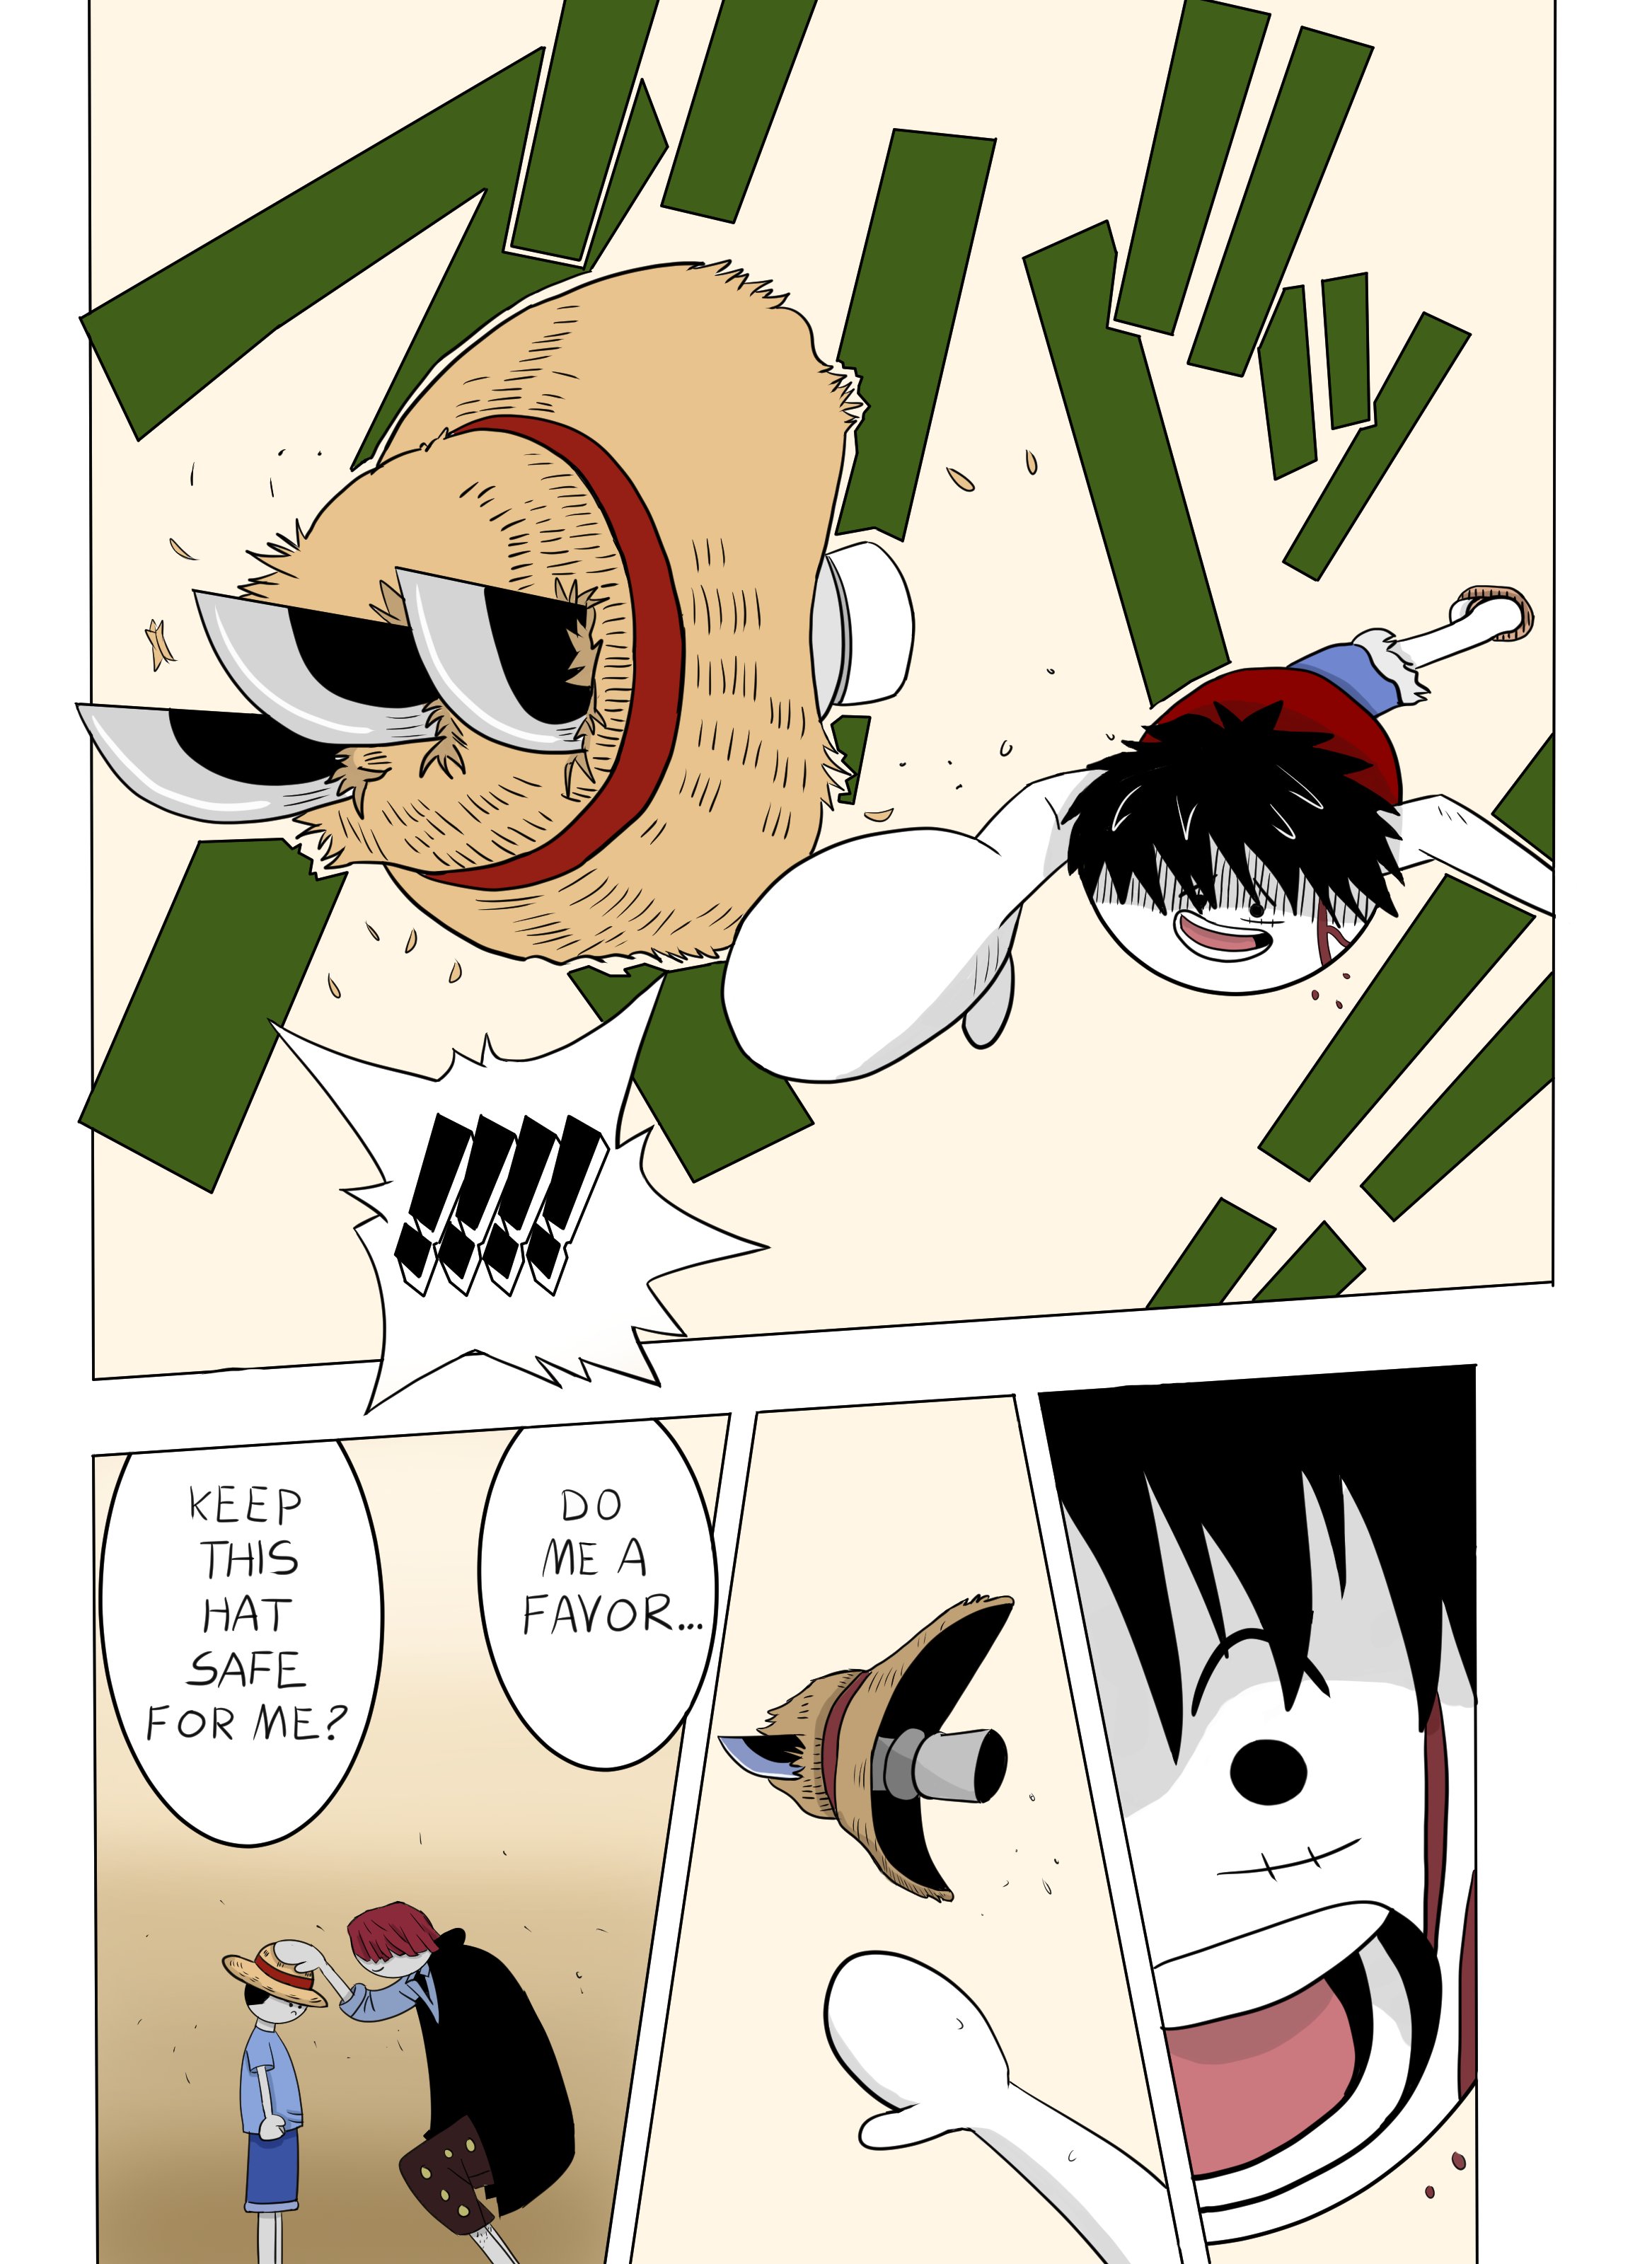 !!!!
DO
ME A
FAVOR...
KEEP
THIS
HAT
SAFE
FOR ME?